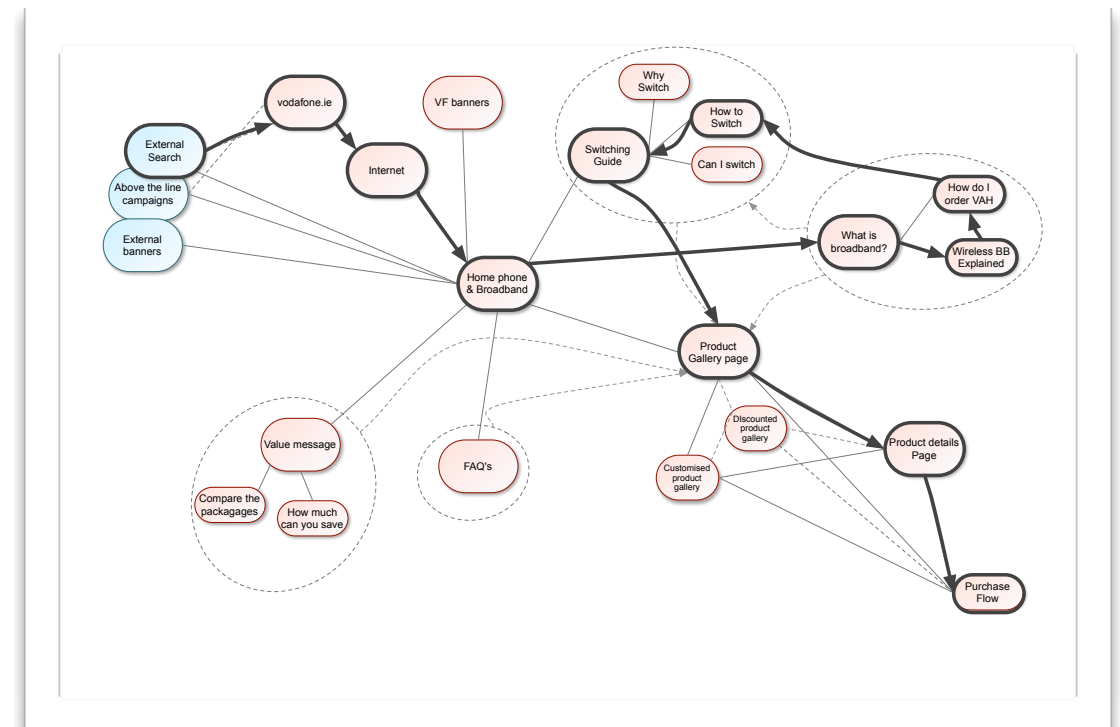 vodafone.ie
VF banners
Why
Switch
How to
Switch
External
Search
Switching
Guide
Can I switch
Internet
Above the line
campaigns
How do I
order VAH
External
banners
What is
broadband?
Wireless BB
Explained
Home phone
& Broadband
Product
Gallery page
DIscounted
product
gallery
Value message
Product details
Page
FAQ's
Customised
product
gallery
Compare the
packagages
How much
can you save
Purchase
Flow